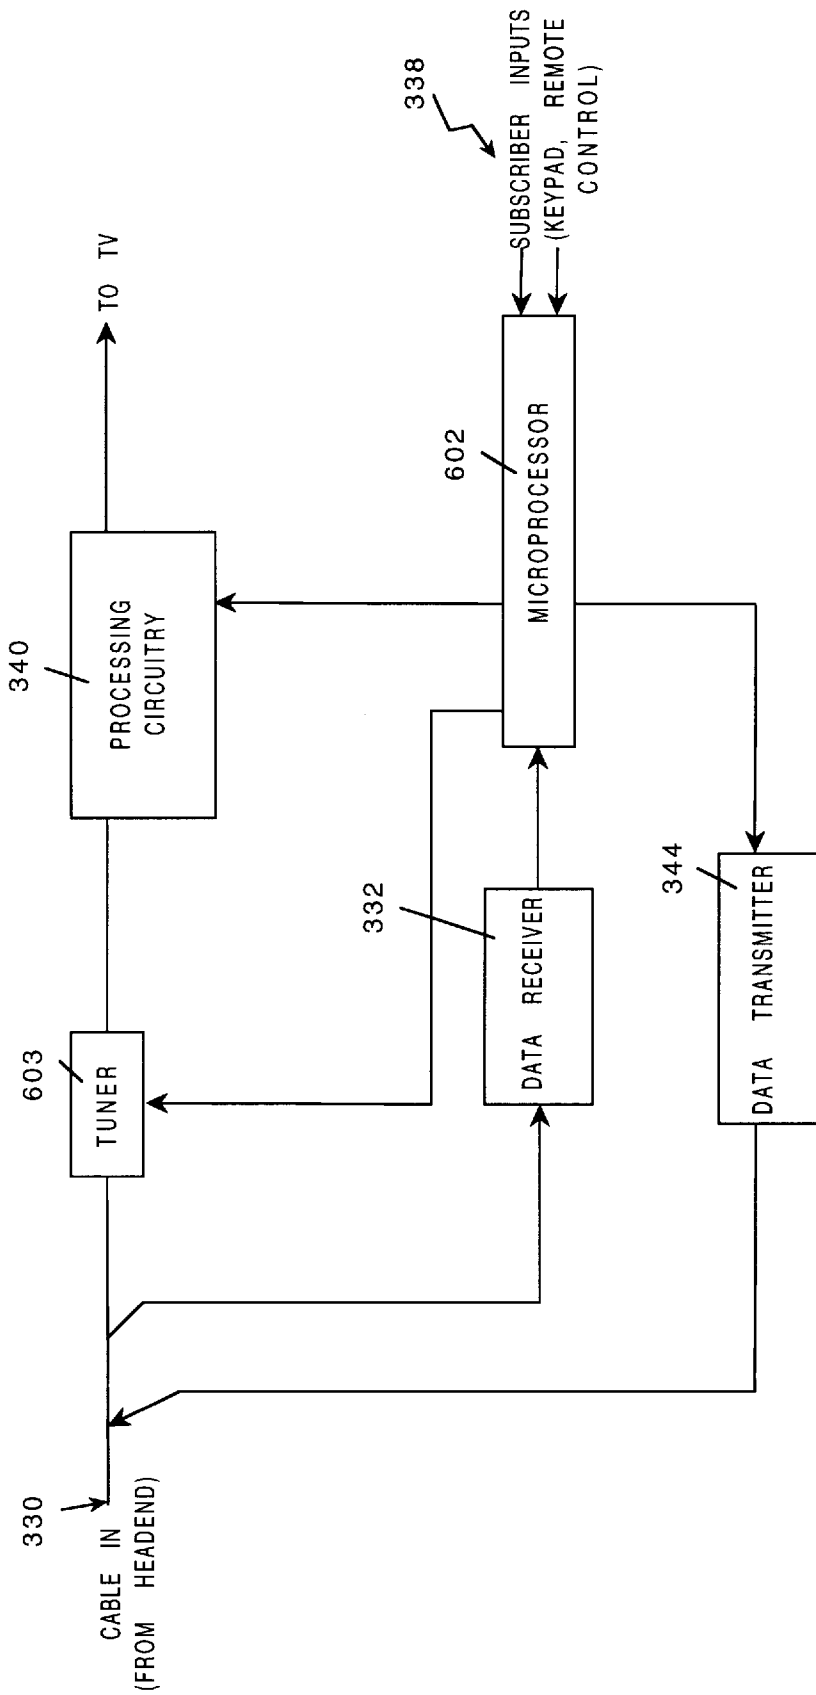 330
CABLE IN
(FROM HEADEND)
603
TUNER
340
PROCESSING
CIRCUITRY
TO TV
332
DATA RECEIVER
602
MICROPROCESSOR
338
SUBSCRIBER INPUTS
(KEYPAD, REMOTE
CONTROL)
344
DATA TRANSMITTER